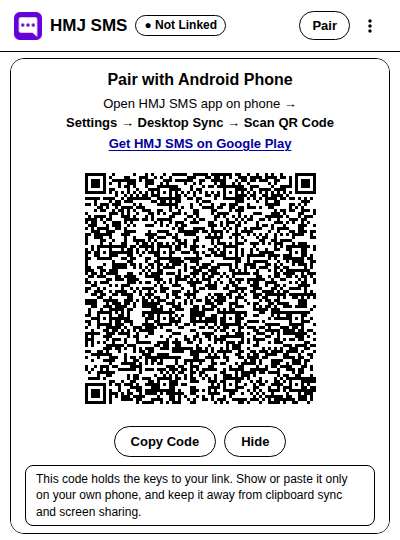 HMJ SMS
● Not Linked
Pair
Pair with Android Phone
Open HMJ SMS app on phone →
Settings → Desktop Sync → Scan QR Code
Get HMJ SMS on Google Play
Copy Code
Hide
This code holds the keys to your link. Show or paste it only
on your own phone, and keep it away from clipboard sync
and screen sharing.